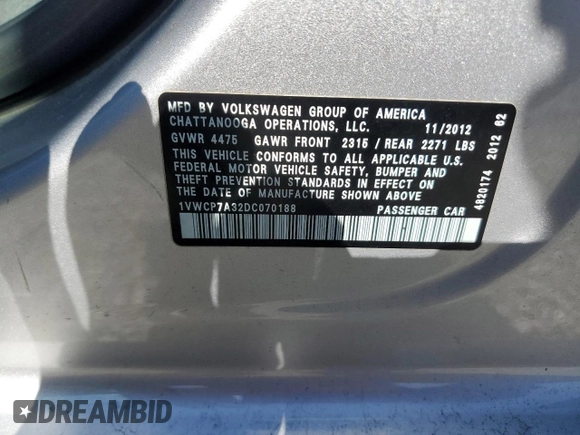 MFD BY VOLKSWAGEN GROUP OF AMERICA
CHATTANOOGA OPERATIONS, LLC. 11/2012
GVWR 4475 GAWR FRONT 2315 / REAR 2271 LBS
THIS VEHICLE CONFORMS TO ALL APPLICABLE U.S.
FEDERAL MOTOR VEHICLE SAFETY, BUMPER AND
THEFT PREVENTION STANDARDS IN EFFECT ON
THE DATE OF MANUFACTURE SHOWN ABOVE
1VWCP7A32DC070188 PASSENGER CAR
4820174 2012 62
DREAMBID